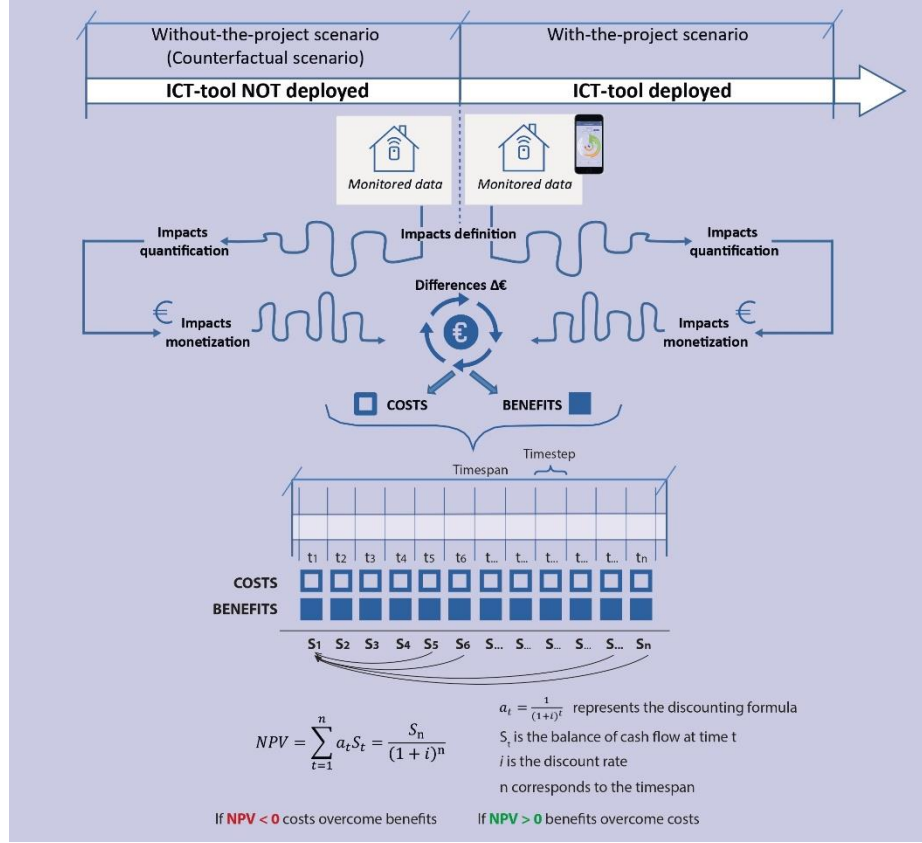 Without-the-project scenario
(Counterfactual scenario)
With-the-project scenario
ICT-tool NOT deployed
ICT-tool deployed
Monitored data
Monitored data
Impacts definition
Impacts
quantification
Impacts
quantification
Differences Δ€
€
Impacts
monetization
€
€
Impacts
monetization
COSTS
BENEFITS
Timestep
Timespan
t1 t2 t3 t4 t5 t6 t... t... t... t... t... tn
COSTS
BENEFITS
S1 S2 S3 S4 S5 S6 S... S... S... S... S... Sn
NPV = ∑_{t=1}^{n} a_t S_t = S_n / (1 + i)^n
a_t = 1 / (1+i)^t represents the discounting formula
S_t is the balance of cash flow at time t
i is the discount rate
n corresponds to the timespan
If NPV < 0 costs overcome benefits
If NPV > 0 benefits overcome costs